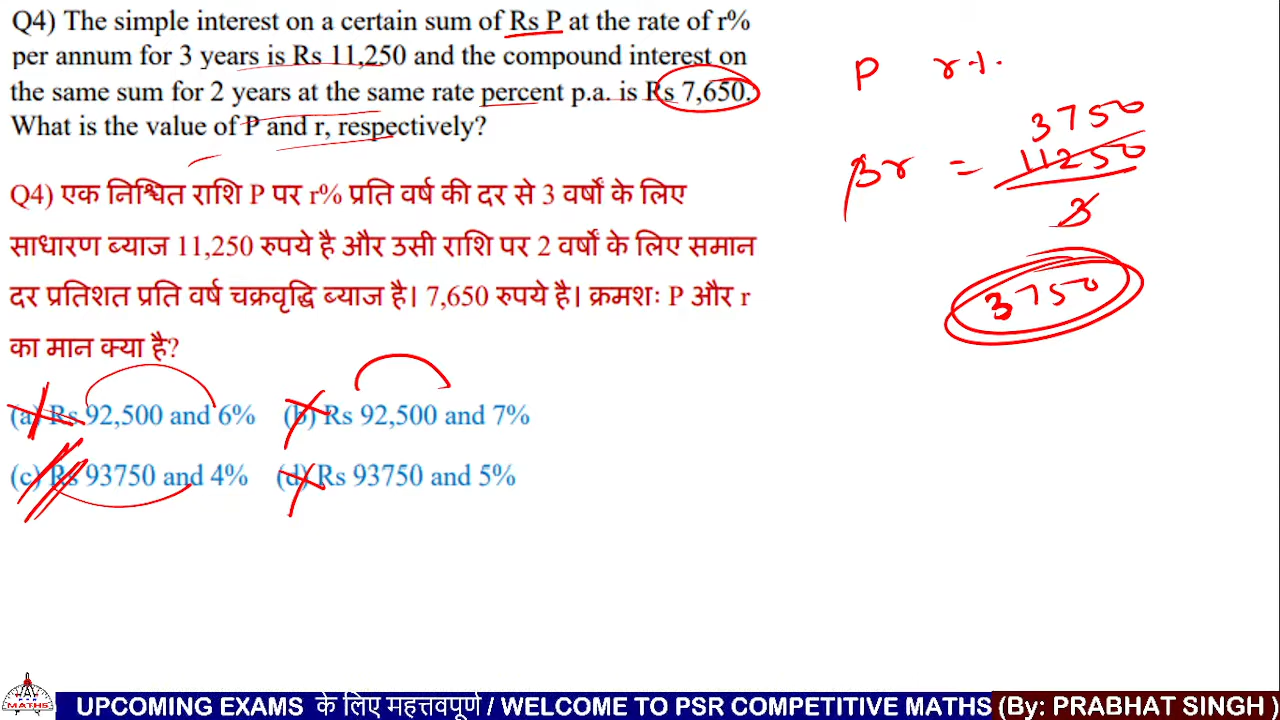 Q4) The simple interest on a certain sum of Rs P at the rate of r%
per annum for 3 years is Rs 11,250 and the compound interest on
the same sum for 2 years at the same rate percent p.a. is Rs 7,650.
What is the value of P and r, respectively?
Q4) एक निश्चित राशि P पर r% प्रति वर्ष की दर से 3 वर्षों के लिए
साधारण ब्याज 11,250 रुपये है और उसी राशि पर 2 वर्षों के लिए समान
दर प्रतिशत प्रति वर्ष चक्रवृद्धि ब्याज है। 7,650 रुपये है। क्रमशः P और r
का मान क्या है?
(a) Rs 92,500 and 6% (b) Rs 92,500 and 7%
(c) Rs 93750 and 4% (d) Rs 93750 and 5%
P r%
3750
3r = 11250
3
3750
MATHS
UPCOMING EXAMS के लिए महत्तवपूर्ण / WELCOME TO PSR COMPETITIVE MATHS (By: PRABHAT SINGH )